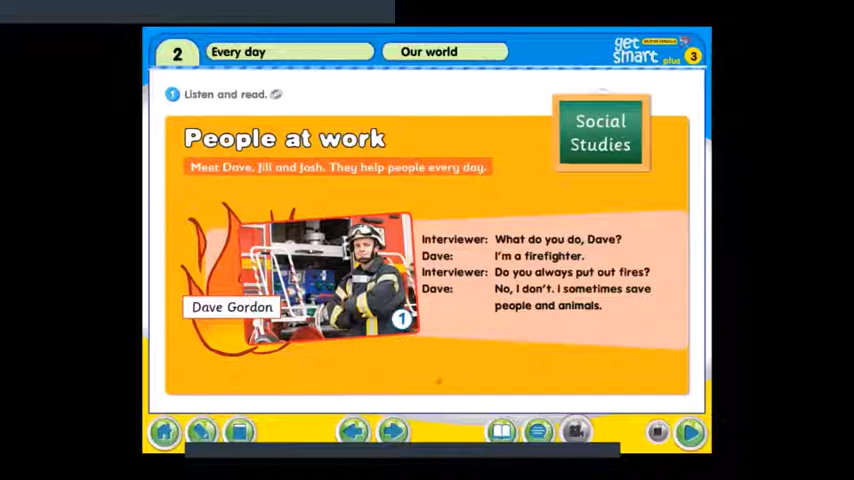 2
Every day
Our world
get smart plus 3
1 Listen and read.
Social
Studies
People at work
Meet Dave, Jill and Josh. They help people every day.
Interviewer: What do you do, Dave?
Dave: I'm a firefighter.
Interviewer: Do you always put out fires?
Dave: No, I don't. I sometimes save
people and animals.
Dave Gordon
1